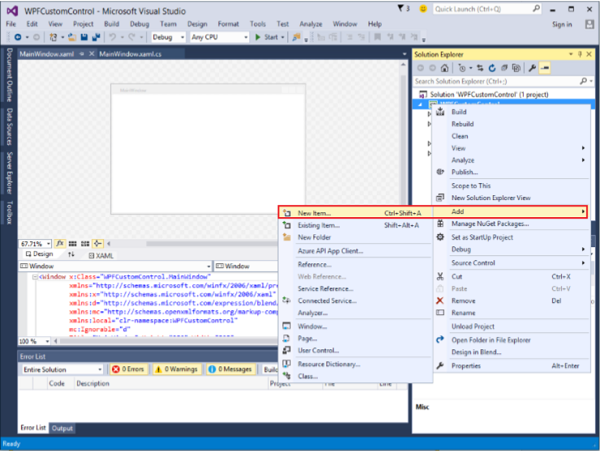 WPFCustomControl - Microsoft Visual Studio
3
Quick Launch (Ctrl+Q)
File Edit View Project Build Debug Team Design Format Tools Test Analyze Window Help
Sign in
Debug Any CPU Start
MainWindow.xaml MainWindow.xaml.cs
Solution Explorer
Search Solution Explorer (Ctrl+;)
Solution 'WPFCustomControl' (1 project)
WPFCustomControl
Document Outline
Data Sources
Server Explorer
Toolbox
MainWindow
Build
Rebuild
Clean
View
Analyze
Publish...
Scope to This
New Solution Explorer View
Add
Manage NuGet Packages...
Set as StartUp Project
Debug
Source Control
Cut Ctrl+X
Paste Ctrl+V
Remove Del
Rename
Unload Project
Open Folder in File Explorer
Design in Blend...
Properties Alt+Enter
New Item... Ctrl+Shift+A
Existing Item... Shift+Alt+A
New Folder
Azure API App Client...
Reference...
Web Reference...
Service Reference...
Connected Service...
Analyzer...
Window...
Page...
User Control...
Resource Dictionary...
Class...
67.71%
Design XAML
Window Window
<Window x:Class="WPFCustomControl.MainWindow"
xmlns="http://schemas.microsoft.com/winfx/2006/xaml/pre
xmlns:x="http://schemas.microsoft.com/winfx/2006/xaml"
xmlns:d="http://schemas.microsoft.com/expression/blend
xmlns:mc="http://schemas.openxmlformats.org/markup-comp
xmlns:local="clr-namespace:WPFCustomControl"
mc:Ignorable="d"
100 %
Error List
Entire Solution 0 Errors 0 Warnings 0 Messages Build
Code Description Project File Line
Misc
Error List Output
Ready